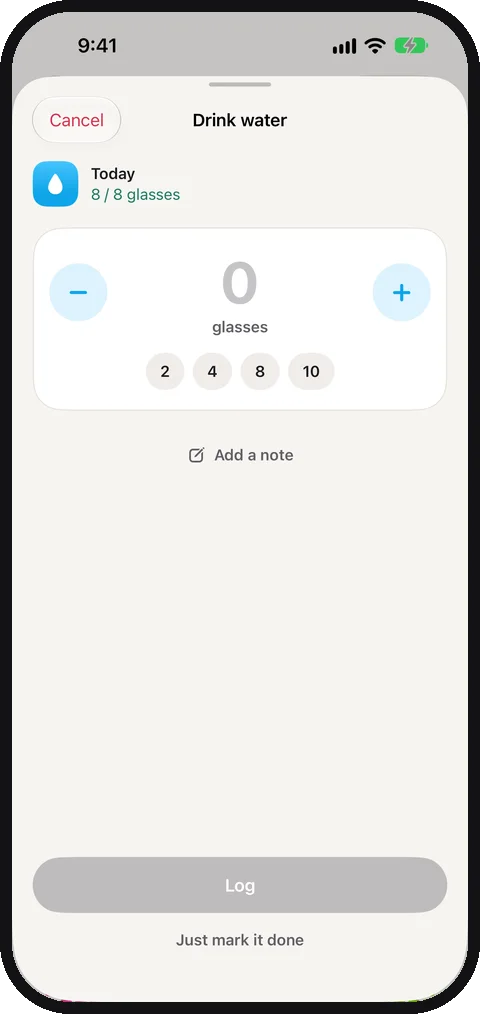 9:41
Cancel
Drink water
Today
8 / 8 glasses
0
glasses
2 4 8 10
Add a note
Log
Just mark it done